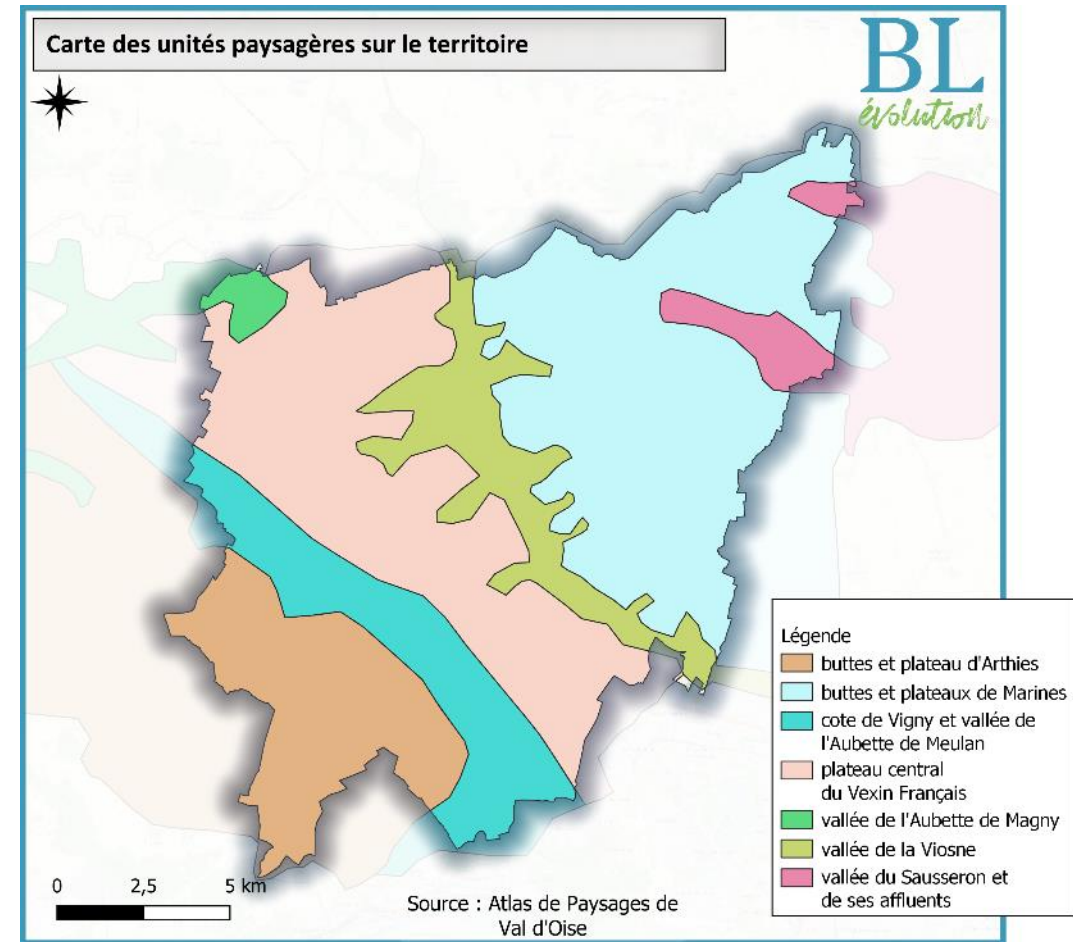 Carte des unités paysagères sur le territoire
BL
évolution
Légende
buttes et plateau d'Arthies
buttes et plateaux de Marines
cote de Vigny et vallée de
l'Aubette de Meulan
plateau central
du Vexin Français
vallée de l'Aubette de Magny
vallée de la Viosne
vallée du Sausseron et
de ses affluents
0 2,5 5 km
Source : Atlas de Paysages de
Val d'Oise